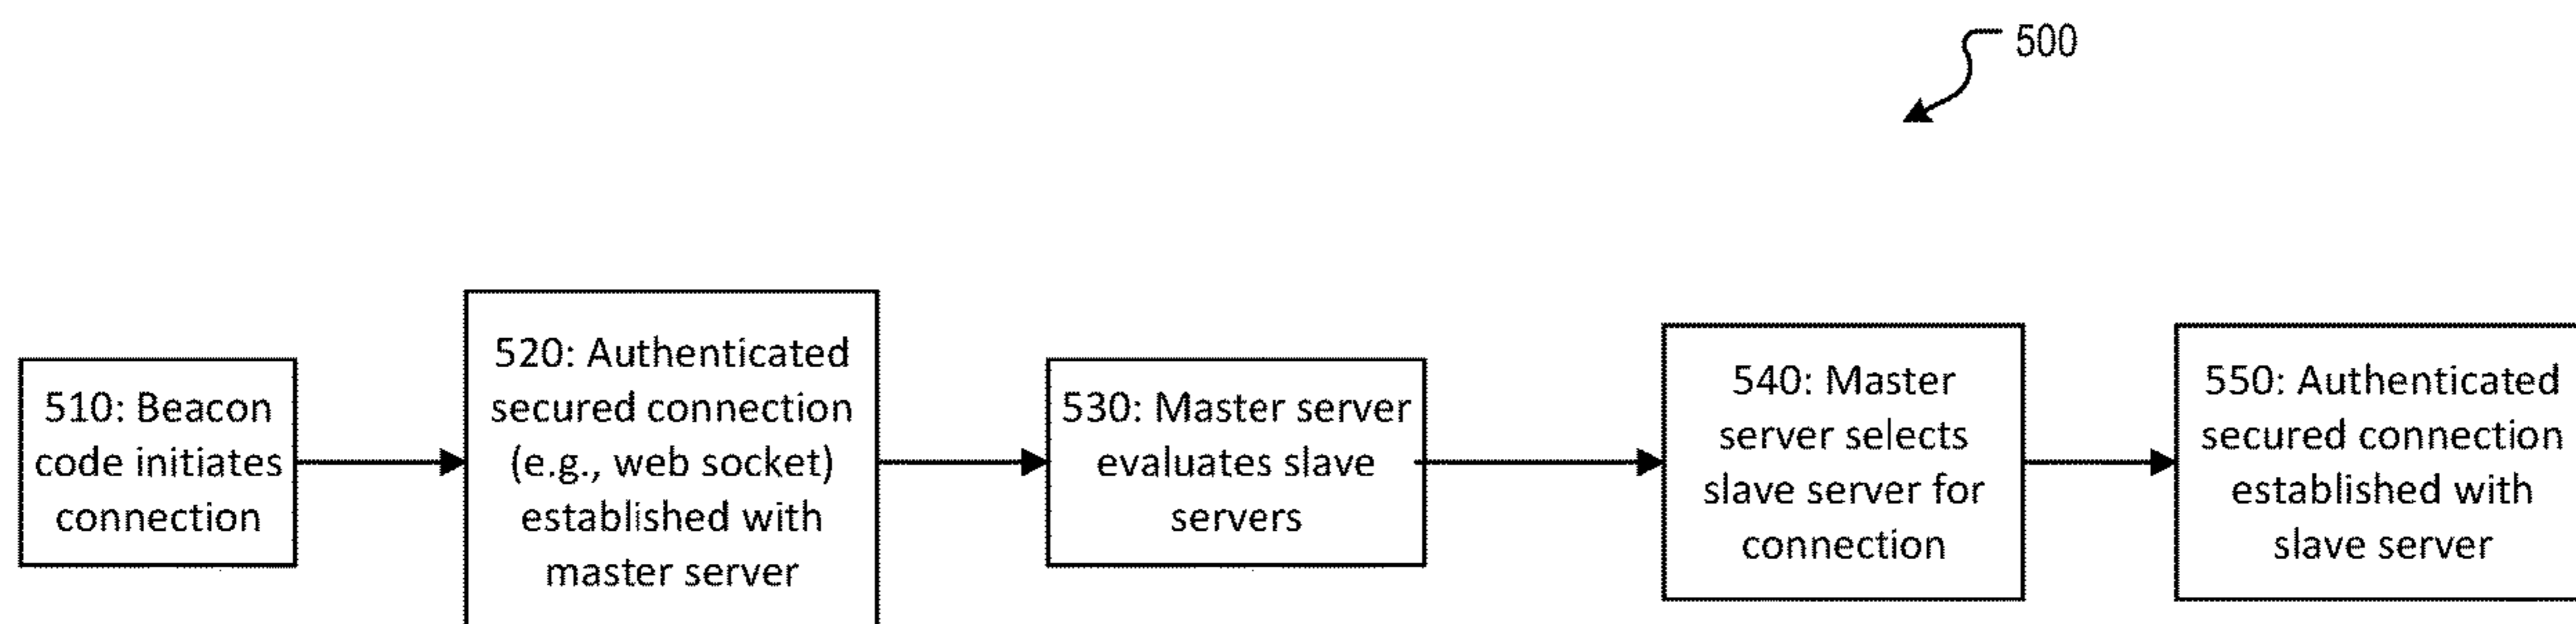 500
510: Beacon
code initiates
connection
520: Authenticated
secured connection
(e.g., web socket)
established with
master server
530: Master server
evaluates slave
servers
540: Master
server selects
slave server for
connection
550: Authenticated
secured connection
established with
slave server